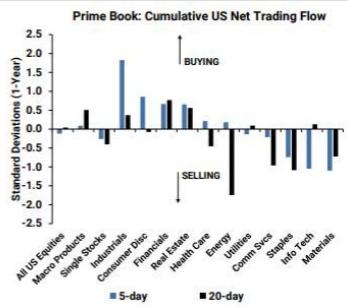 Prime Book: Cumulative US Net Trading Flow
Standard Deviations (1-Year)
2.5
2.0
1.5
1.0
0.5
0.0
-0.5
-1.0
-1.5
-2.0
-2.5
BUYING
SELLING
All US Equities
Macro Products
Single Stocks
Industrials
Consumer Disc
Financials
Real Estate
Health Care
Energy
Utilities
Comm Svcs
Staples
Info Tech
Materials
5-day
20-day